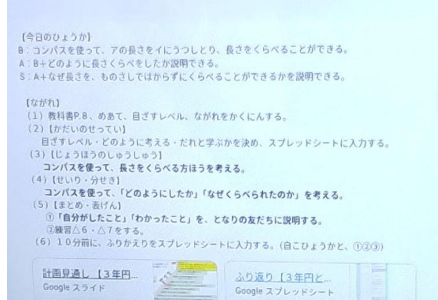 【今日のひょうか】
B：コンパスを使って、アの長さをイにうつしとり、長さをくらべることができる。
A：B＋どのように長さくらべをしたか説明できる。
S：A＋なぜ長さを、ものさしではからずにくらべることができるかを説明できる。
【ながれ】
（1）教科書P.8、めあて、目ざすレベル、ながれをかくにんする。
（2）【かだいのせってい】
目ざすレベル・どのように考える・だれと学ぶかを決め、スプレッドシートに入力する。
（3）【じょうほうのしゅうしゅう】
コンパスを使って、長さをくらべる方ほうを考える。
（4）【せいり・分せき】
コンパスを使って、「どのようにしたか」「なぜくらべられたのか」を考える。
（5）【まとめ・表げん】
①「自分がしたこと」「わかったこと」を、となりの友だちに説明する。
②練習△6・△7をする。
（6）10分前に、ふりかえりをスプレッドシートに入力する。（白こひょうかと、①②③）
計画見通し【３年円...
Google スライド
ふり返り【３年円と...
Google スプレッドシート